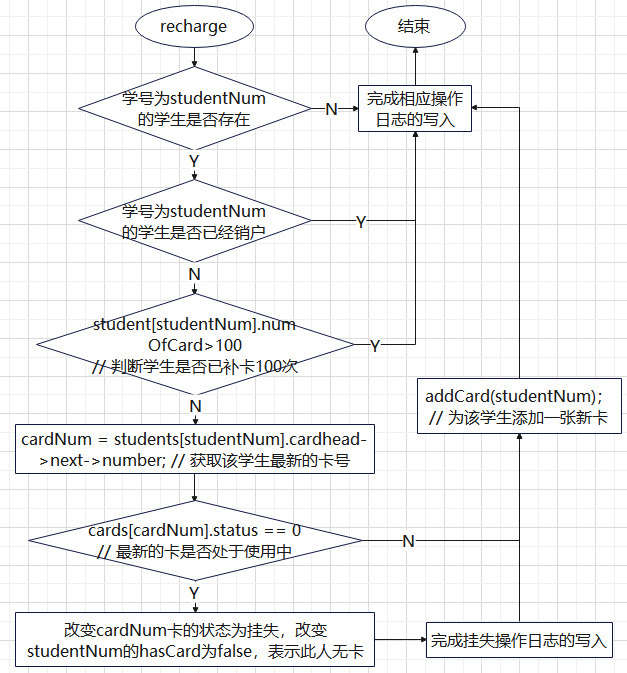 recharge
结束
学号为studentNum
的学生是否存在
N
完成相应操作
日志的写入
Y
学号为studentNum
的学生是否已经销户
Y
N
student[studentNum].num
OfCard>100
// 判断学生是否已补卡100次
Y
N
addCard(studentNum);
// 为该学生添加一张新卡
cardNum = students[studentNum].cardhead-
>next->number; // 获取该学生最新的卡号
cards[cardNum].status == 0
// 最新的卡是否处于使用中
N
Y
改变cardNum卡的状态为挂失，改变
studentNum的hasCard为false，表示此人无卡
完成挂失操作日志的写入